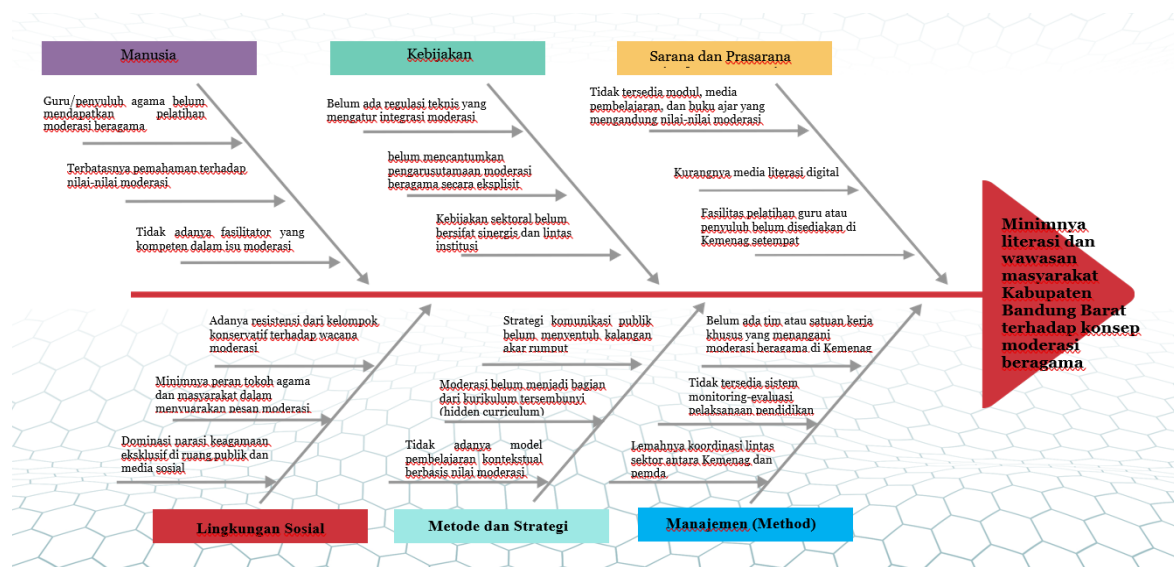 Manusia
Kebijakan
Sarana dan Prasarana
Guru/penyuluh agama belum
mendapatkan pelatihan
moderasi beragama
Terbatasnya pemahaman terhadap
nilai-nilai moderasi
Tidak adanya fasilitator yang
kompeten dalam isu moderasi
Belum ada regulasi teknis yang
mengatur integrasi moderasi
belum mencantumkan
pengarusutamaan moderasi
beragama secara eksplisit
Kebijakan sektoral belum
bersifat sinergis dan lintas
institusi
Tidak tersedia modul, media
pembelajaran, dan buku ajar yang
mengandung nilai-nilai moderasi
Kurangnya media literasi digital
Fasilitas pelatihan guru atau
penyuluh belum disediakan di
Kemenag setempat
Minimnya
literasi dan
wawasan
masyarakat
Kabupaten
Bandung Barat
terhadap konsep
moderasi
beragama
Adanya resistensi dari kelompok
konservatif terhadap wacana
moderasi
Minimnya peran tokoh agama
dan masyarakat dalam
menyuarakan pesan moderasi
Dominasi narasi keagamaan
eksklusif di ruang publik dan
media sosial
Strategi komunikasi publik
belum menyentuh kalangan
akar rumput
Moderasi belum menjadi bagian
dari kurikulum tersembunyi
(hidden curriculum)
Tidak adanya model
pembelajaran kontekstual
berbasis nilai moderasi
Belum ada tim atau satuan kerja
khusus yang menangani
moderasi beragama di Kemenag
Tidak tersedia sistem
monitoring-evaluasi
pelaksanaan pendidikan
Lemahnya koordinasi lintas
sektor antara Kemenag dan
pemda
Lingkungan Sosial
Metode dan Strategi
Manajemen (Method)